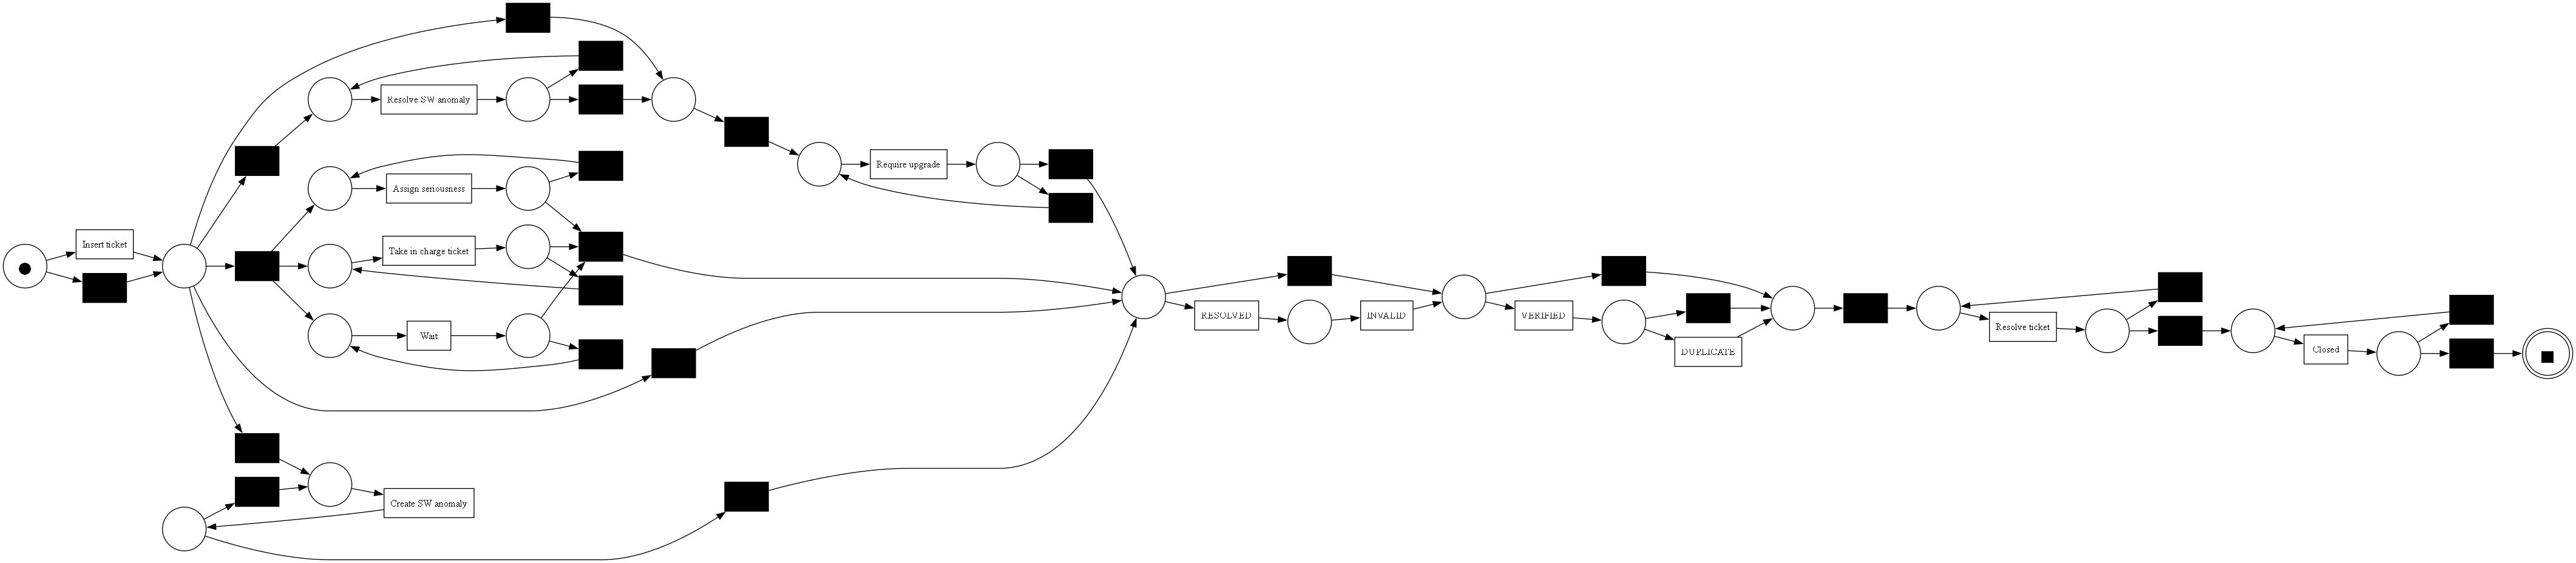 Resolve SW anomaly
Require upgrade
Assign seriousness
Insert ticket
Take in charge ticket
Wait
RESOLVED
INVALID
VERIFIED
DUPLICATE
Resolve ticket
Closed
Create SW anomaly